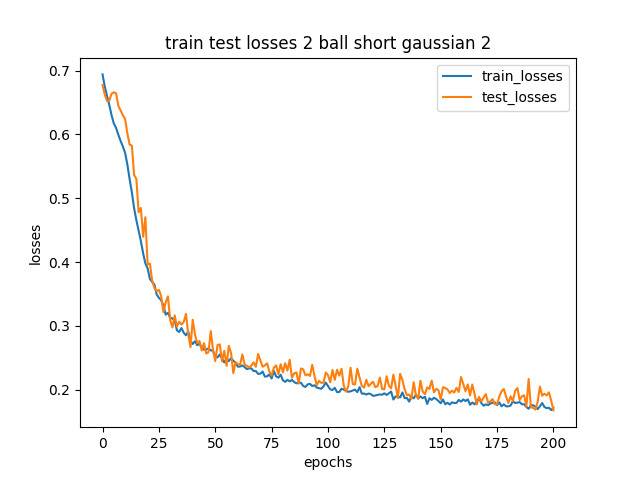 train test losses 2 ball short gaussian 2
train_losses
test_losses
0.7
0.6
0.5
0.4
0.3
0.2
losses
0 25 50 75 100 125 150 175 200
epochs